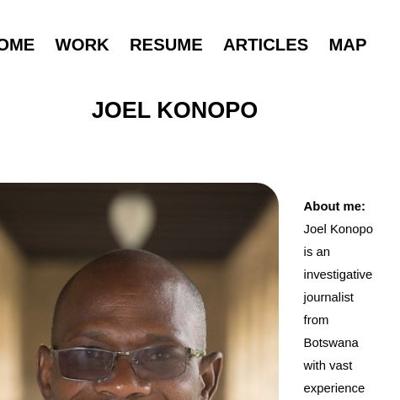 OME WORK RESUME ARTICLES MAP
JOEL KONOPO
About me:
Joel Konopo
is an
investigative
journalist
from
Botswana
with vast
experience